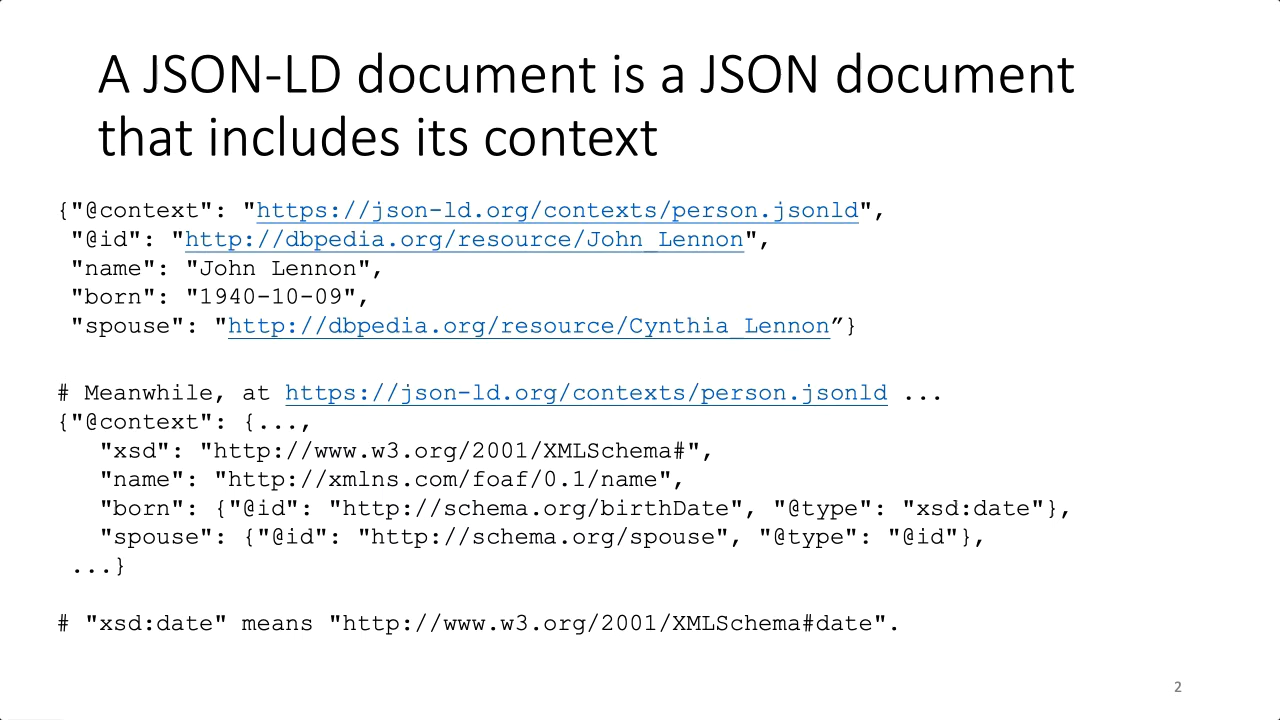 A JSON-LD document is a JSON document
that includes its context
{"@context": "https://json-ld.org/contexts/person.jsonld",
"@id": "http://dbpedia.org/resource/John_Lennon",
"name": "John Lennon",
"born": "1940-10-09",
"spouse": "http://dbpedia.org/resource/Cynthia_Lennon”}
# Meanwhile, at https://json-ld.org/contexts/person.jsonld ...
{"@context": {...,
"xsd": "http://www.w3.org/2001/XMLSchema#",
"name": "http://xmlns.com/foaf/0.1/name",
"born": {"@id": "http://schema.org/birthDate", "@type": "xsd:date"},
"spouse": {"@id": "http://schema.org/spouse", "@type": "@id"},
...}
# "xsd:date" means "http://www.w3.org/2001/XMLSchema#date".
2